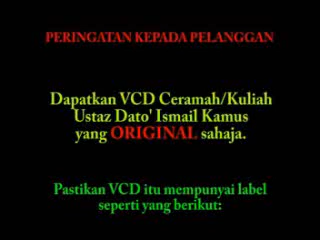 PERINGATAN KEPADA PELANGGAN
Dapatkan VCD Ceramah/Kuliah
Ustaz Dato' Ismail Kamus
yang ORIGINAL sahaja.
Pastikan VCD itu mempunyai label
seperti yang berikut: